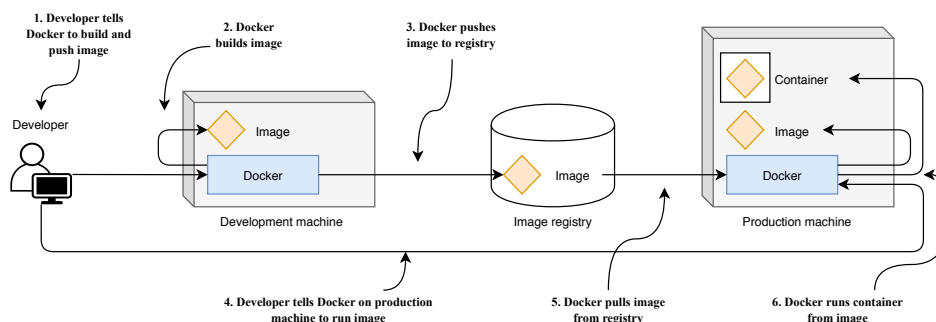 1. Developer tells
Docker to build and
push image
2. Docker
builds image
3. Docker pushes
image to registry
Developer
Image
Docker
Development machine
Image
Image registry
Container
Image
Docker
Production machine
4. Developer tells Docker on production
machine to run image
5. Docker pulls image
from registry
6. Docker runs container
from image